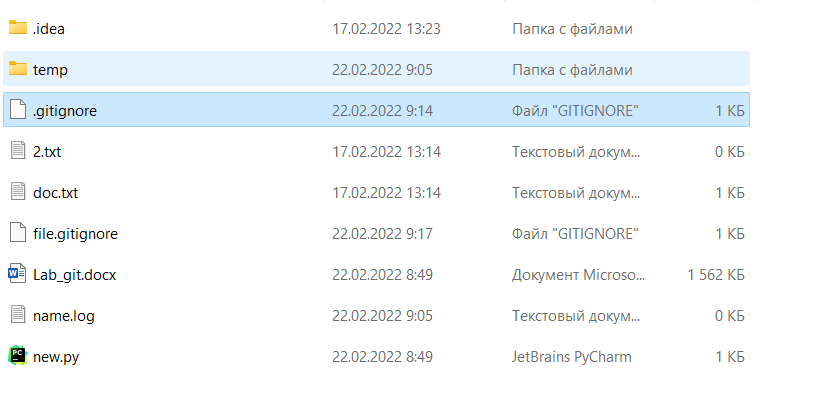 .idea 17.02.2022 13:23 Папка с файлами
temp 22.02.2022 9:05 Папка с файлами
.gitignore 22.02.2022 9:14 Файл "GITIGNORE" 1 КБ
2.txt 17.02.2022 13:14 Текстовый докум... 0 КБ
doc.txt 17.02.2022 13:14 Текстовый докум... 1 КБ
file.gitignore 22.02.2022 9:17 Файл "GITIGNORE" 1 КБ
Lab_git.docx 22.02.2022 8:49 Документ Microso... 1 562 КБ
name.log 22.02.2022 9:05 Текстовый докум... 0 КБ
new.py 22.02.2022 8:49 JetBrains PyCharm 1 КБ